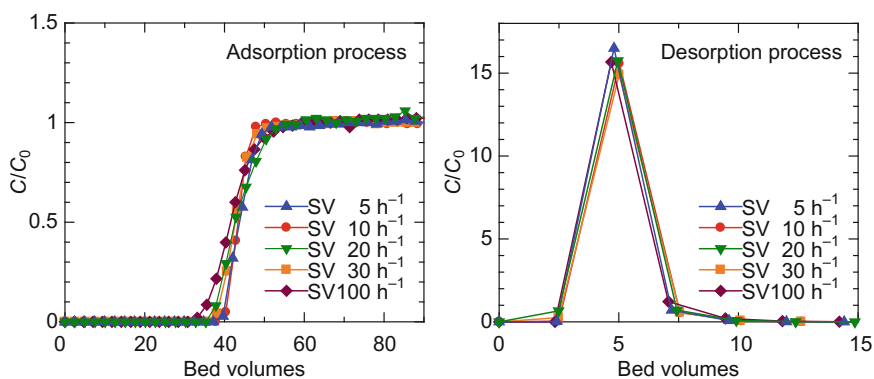 Adsorption process
1.5
1
0.5
0
C/C₀
0 20 40 60 80
Bed volumes
SV 5 h⁻¹
SV 10 h⁻¹
SV 20 h⁻¹
SV 30 h⁻¹
SV100 h⁻¹
Desorption process
15
10
5
0
C/C₀
0 5 10 15
Bed volumes
SV 5 h⁻¹
SV 10 h⁻¹
SV 20 h⁻¹
SV 30 h⁻¹
SV100 h⁻¹